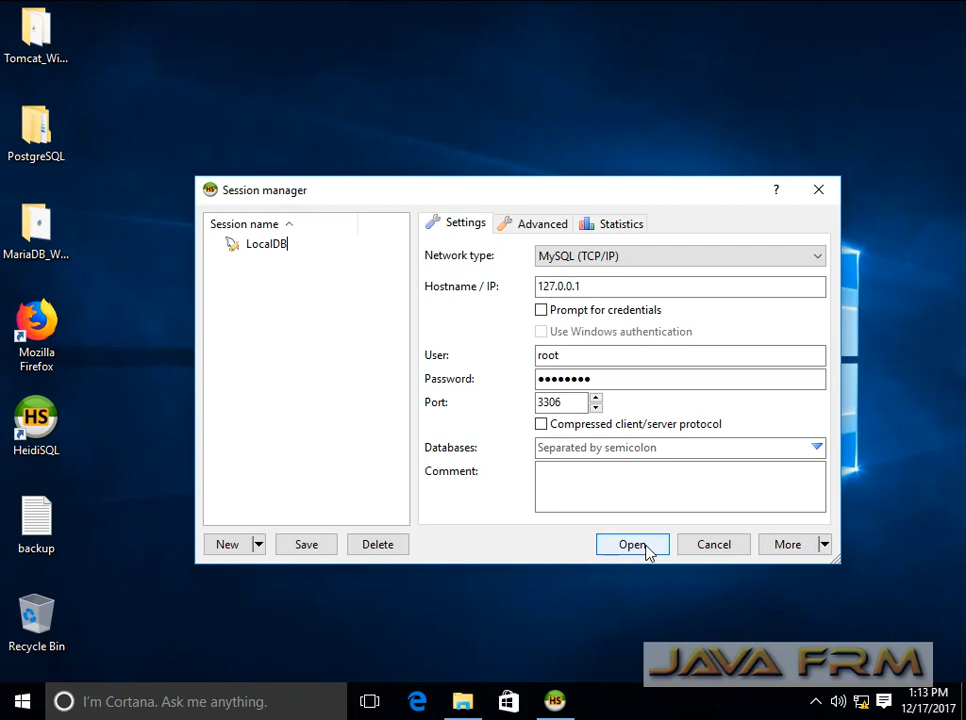 Tomcat_Wi...
PostgreSQL
MariaDB_W...
Mozilla
Firefox
HS
HeidiSQL
backup
Recycle Bin
HS Session manager ?
Session name
LocalDB
Settings Advanced Statistics
Network type: MySQL (TCP/IP)
Hostname / IP: 127.0.0.1
Prompt for credentials
Use Windows authentication
User: root
Password: ●●●●●●●●
Port: 3306
Compressed client/server protocol
Databases: Separated by semicolon
Comment:
New Save Delete Open Cancel More
JAVA FRM
I'm Cortana. Ask me anything.
HS
1:13 PM
12/17/2017